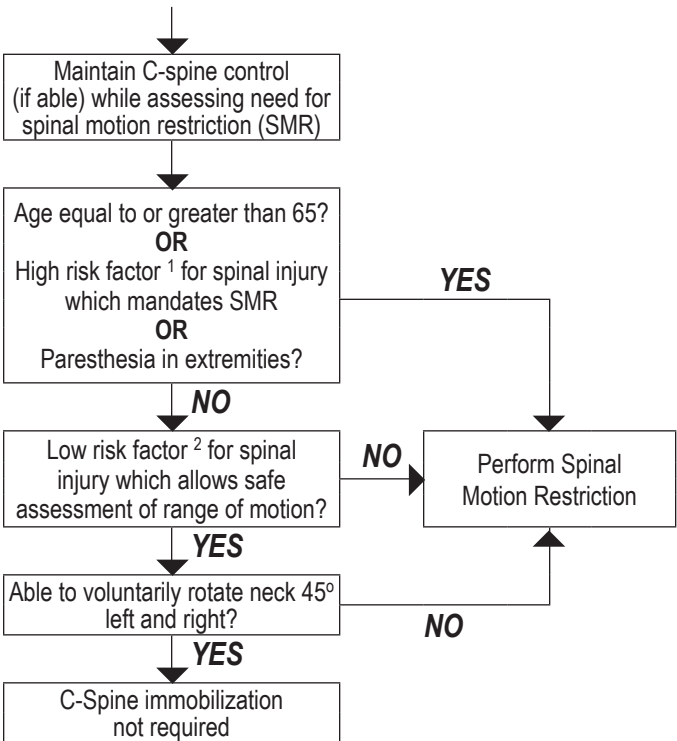 Maintain C-spine control
(if able) while assessing need for
spinal motion restriction (SMR)
Age equal to or greater than 65?
OR
High risk factor 1 for spinal injury
which mandates SMR
OR
Paresthesia in extremities?
YES
NO
Low risk factor 2 for spinal
injury which allows safe
assessment of range of motion?
NO
Perform Spinal
Motion Restriction
YES
Able to voluntarily rotate neck 45º
left and right?
NO
YES
C-Spine immobilization
not required